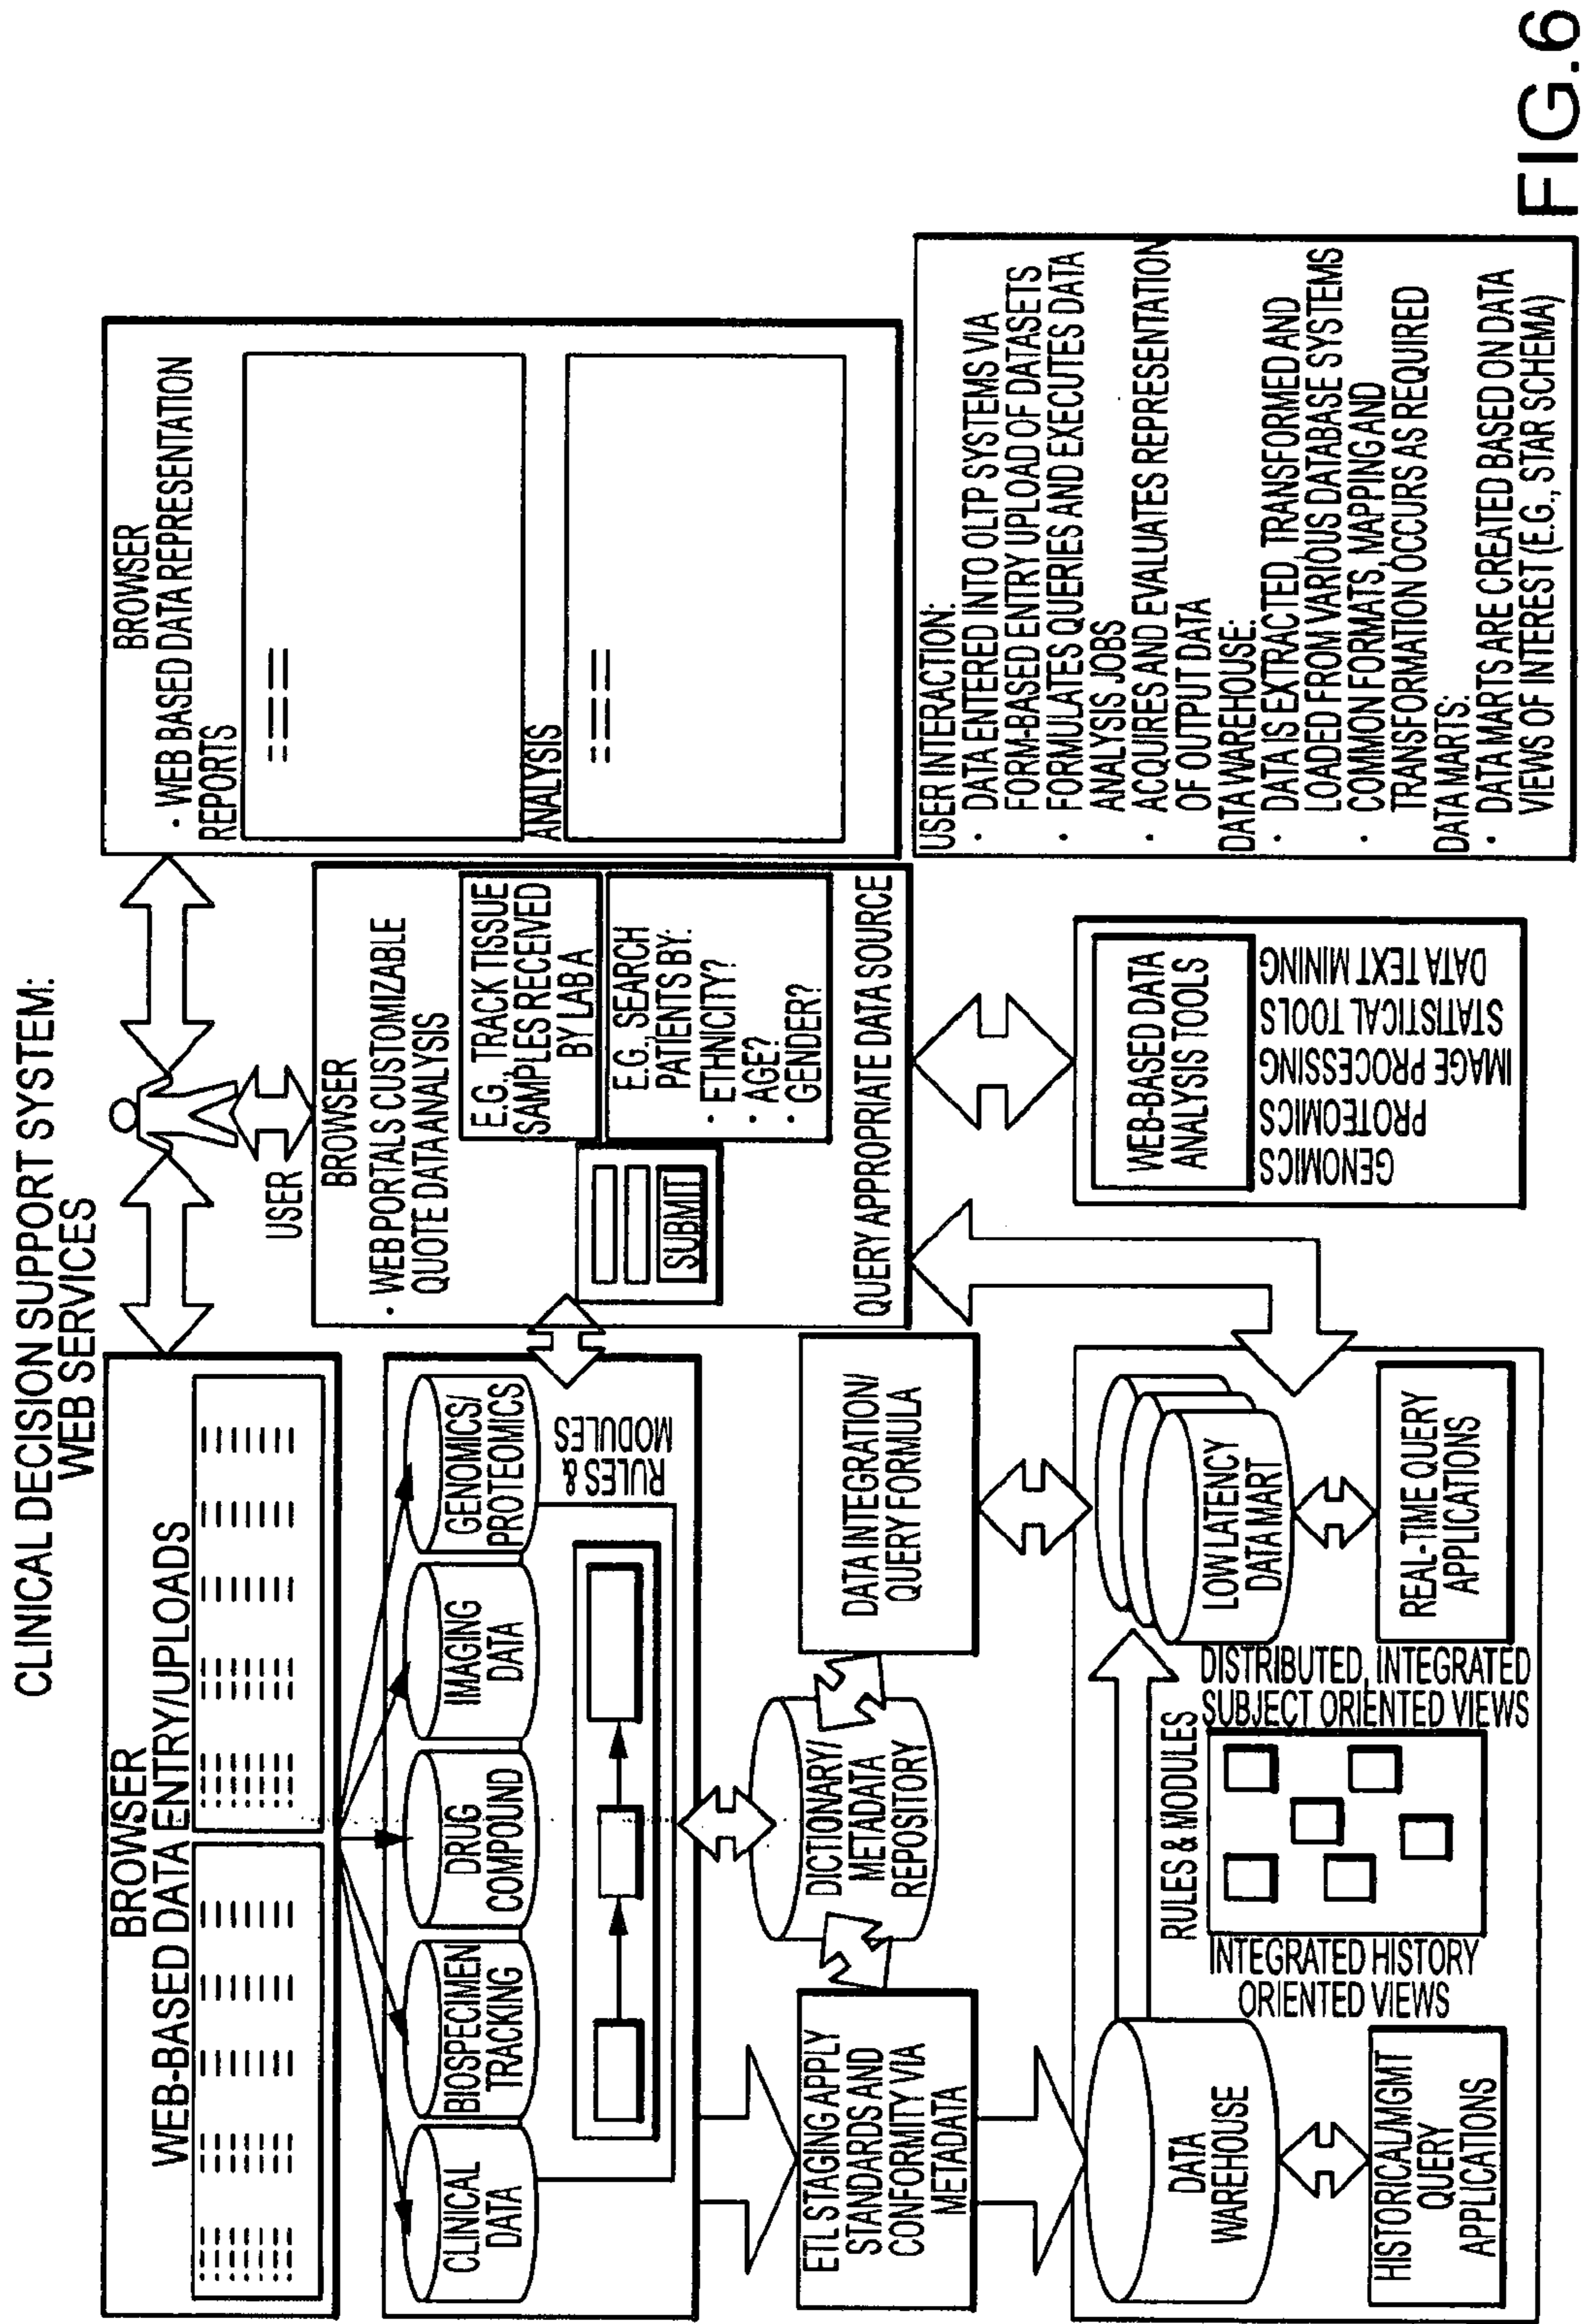 CLINICAL DECISION SUPPORT SYSTEM:
WEB SERVICES
BROWSER
WEB-BASED DATA ENTRY/UPLOADS
USER
CLINICAL
DATA
BIOSPECIMEN
TRACKING
DRUG
COMPOUND
IMAGING
DATA
GENOMICS/
PROTEOMICS
RULES &
MODULES
BROWSER
· WEB PORTALS CUSTOMIZABLE
QUOTE DATA ANALYSIS
E.G., TRACK TISSUE
SAMPLES RECEIVED
BY LAB A
SUBMIT
E.G., SEARCH
PATIENTS BY:
· ETHNICITY?
· AGE?
· GENDER?
QUERY APPROPRIATE DATA SOURCE
BROWSER
· WEB BASED DATA REPRESENTATION
REPORTS
ANALYSIS
ETL STAGING APPLY
STANDARDS AND
CONFORMITY VIA
METADATA
DICTIONARY/
METADATA
REPOSITORY
DATA INTEGRATION/
QUERY FORMULA
DATA
WAREHOUSE
HISTORICAL/MGMT
QUERY
APPLICATIONS
RULES & MODULES
INTEGRATED HISTORY
ORIENTED VIEWS
DISTRIBUTED, INTEGRATED
SUBJECT ORIENTED VIEWS
LOW LATENCY
DATA MART
REAL-TIME QUERY
APPLICATIONS
WEB-BASED DATA
ANALYSIS TOOLS
GENOMICS
PROTEOMICS
IMAGE PROCESSING
STATISTICAL TOOLS
DATA TEXT MINING
USER INTERACTION:
· DATA ENTERED INTO OLTP SYSTEMS VIA
FORM-BASED ENTRY UPLOAD OF DATASETS
· FORMULATES QUERIES AND EXECUTES DATA
ANALYSIS JOBS
· ACQUIRES AND EVALUATES REPRESENTATION
OF OUTPUT DATA
DATA WAREHOUSE:
· DATA IS EXTRACTED, TRANSFORMED AND
LOADED FROM VARIOUS DATABASE SYSTEMS
· COMMON FORMATS, MAPPING AND
TRANSFORMATION OCCURS AS REQUIRED
DATA MARTS:
· DATA MARTS ARE CREATED BASED ON DATA
VIEWS OF INTEREST (E.G., STAR SCHEMA)
FIG.6